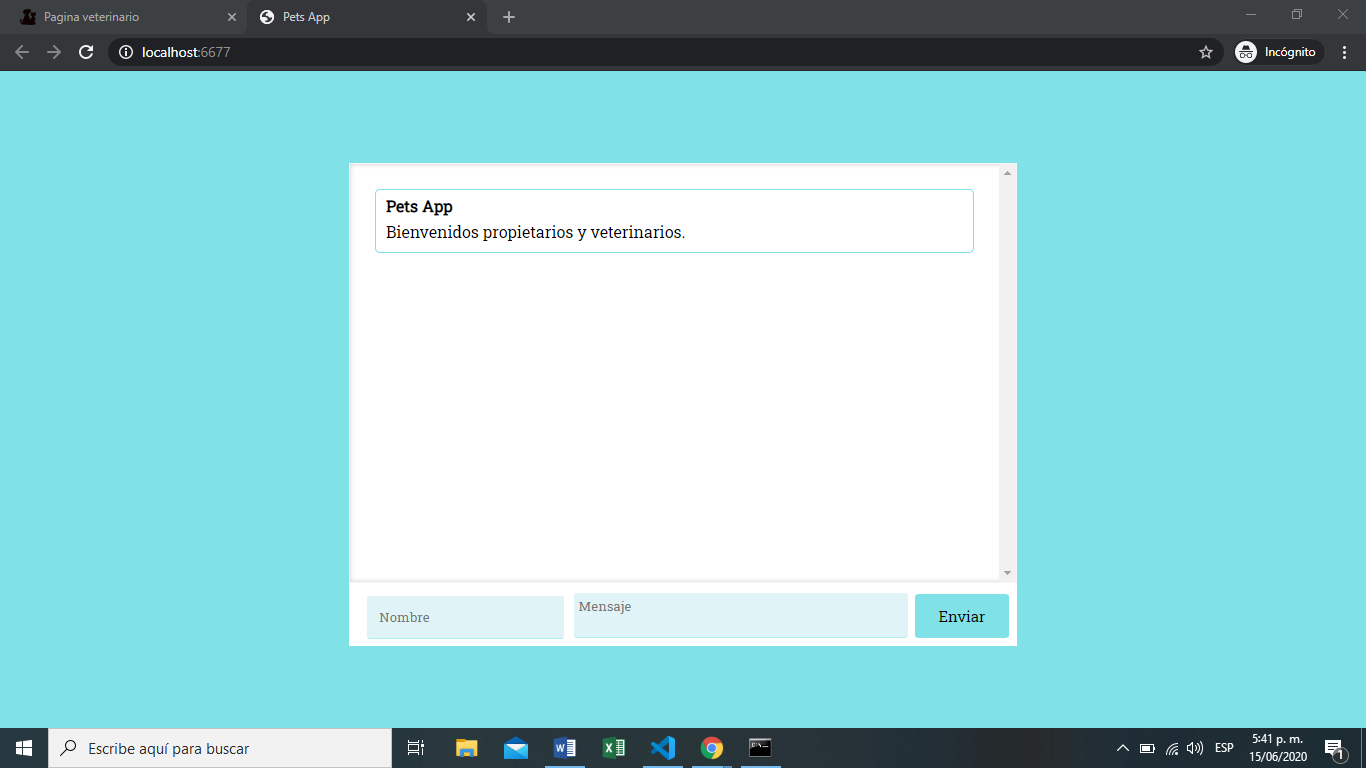 Pagina veterinario
Pets App
localhost:6677
Incógnito
Pets App
Bienvenidos propietarios y veterinarios.
Nombre
Mensaje
Enviar
Escribe aquí para buscar
ESP
5:41 p. m.
15/06/2020
1